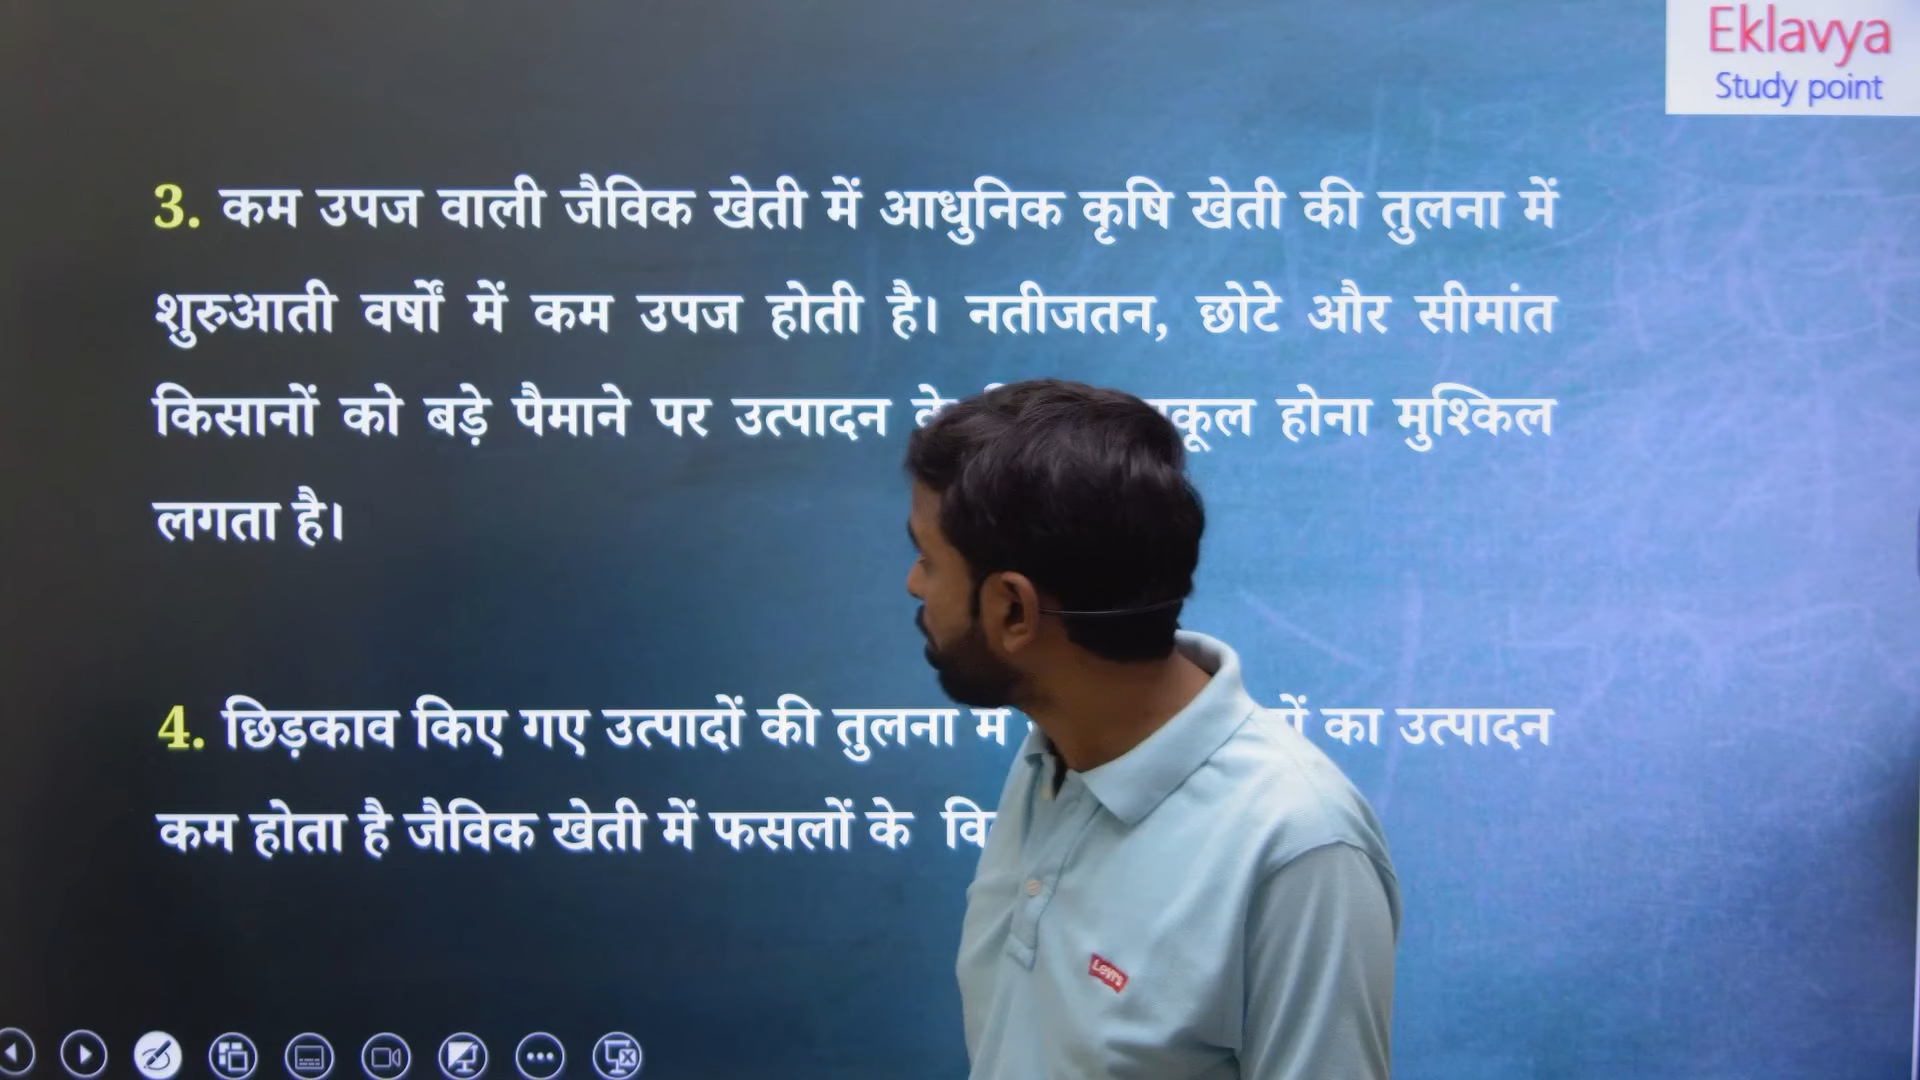 Eklavya
Study point
3. कम उपज वाली जैविक खेती में आधुनिक कृषि खेती की तुलना में
शुरुआती वर्षों में कम उपज होती है। नतीजतन, छोटे और सीमांत
किसानों को बड़े पैमाने पर उत्पादन के होना मुश्किल
लगता है।
4. छिड़काव किए गए उत्पादों की तुलना का उत्पादन
कम होता है जैविक खेती में फसलों के
Levi's